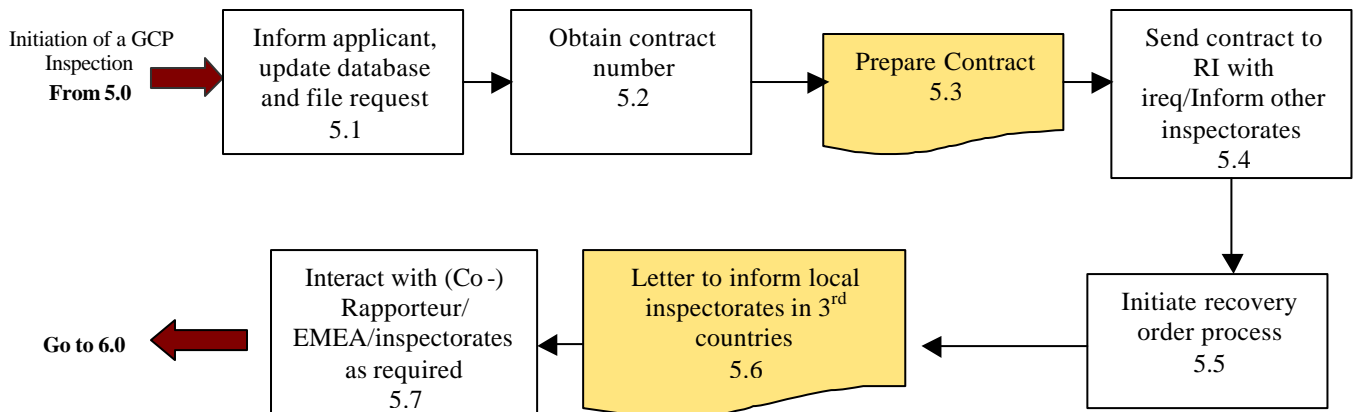 Initiation of a GCP
Inspection
From 5.0
Inform applicant,
update database
and file request
5.1
Obtain contract
number
5.2
Prepare Contract
5.3
Send contract to
RI with
ireq/Inform other
inspectorates
5.4
Initiate recovery
order process
5.5
Letter to inform local
inspectorates in 3rd
countries
5.6
Interact with (Co-)
Rapporteur/
EMEA/inspectorates
as required
5.7
Go to 6.0